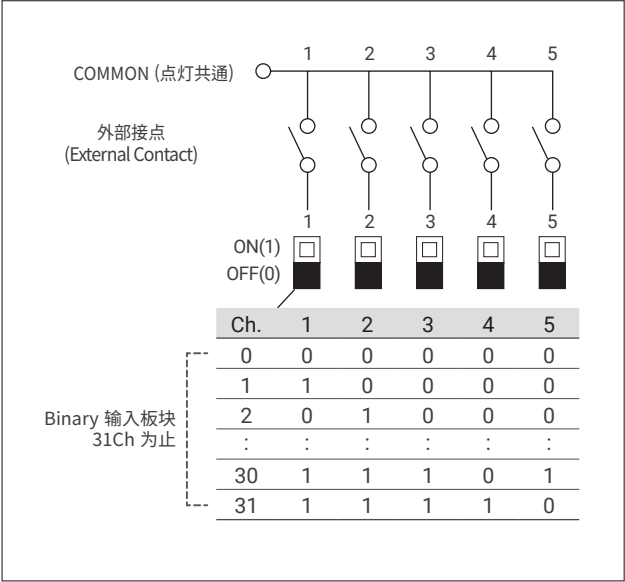 1 2 3 4 5
COMMON (点灯共通)
外部接点
(External Contact)
1 2 3 4 5
ON(1)
OFF(0)
Ch. 1 2 3 4 5
0 0 0 0 0 0
1 1 0 0 0 0
2 0 1 0 0 0
: : : : : :
30 1 1 1 0 1
31 1 1 1 1 0
Binary 输入板块
31Ch 为止